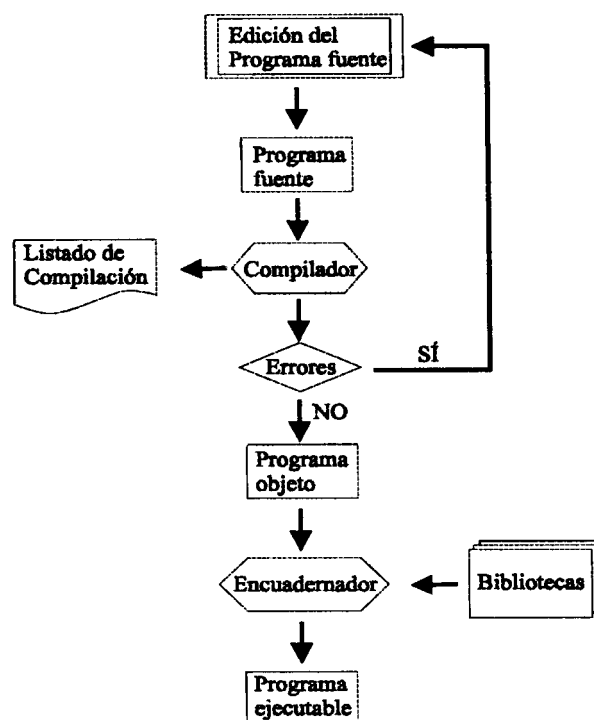 Edición del
Programa fuente
Programa
fuente
Listado de
Compilación
Compilador
Errores
SÍ
NO
Programa
objeto
Encuadernador
Bibliotecas
Programa
ejecutable